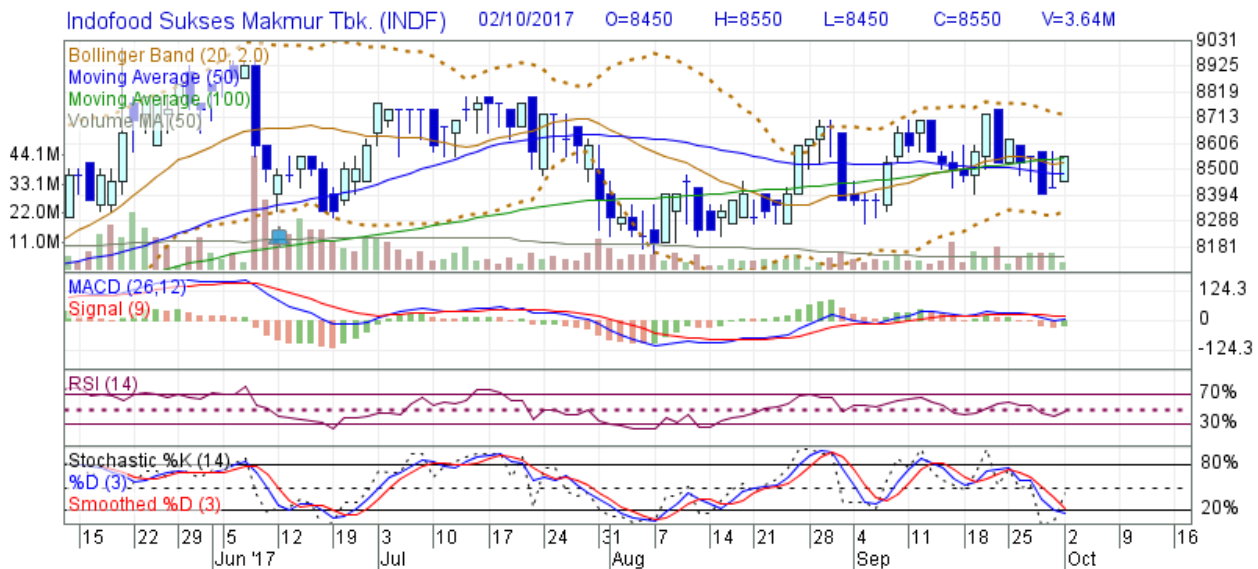 Indofood Sukses Makmur Tbk. (INDF) 02/10/2017 O=8450 H=8550 L=8450 C=8550 V=3.64M
Bollinger Band (20, 2.0)
Moving Average (50)
Moving Average (100)
Volume MA (50)
44.1M
33.1M
22.0M
11.0M
9031
8925
8819
8713
8606
8500
8394
8288
8181
MACD (26,12)
Signal (9)
124.3
0
-124.3
RSI (14)
70%
30%
Stochastic %K (14)
%D (3)
Smoothed %D (3)
80%
20%
15 22 29 5 12 19 3 10 17 24 31 7 14 21 28 4 11 18 25 2 9 16
Jun '17 Jul Aug Sep Oct